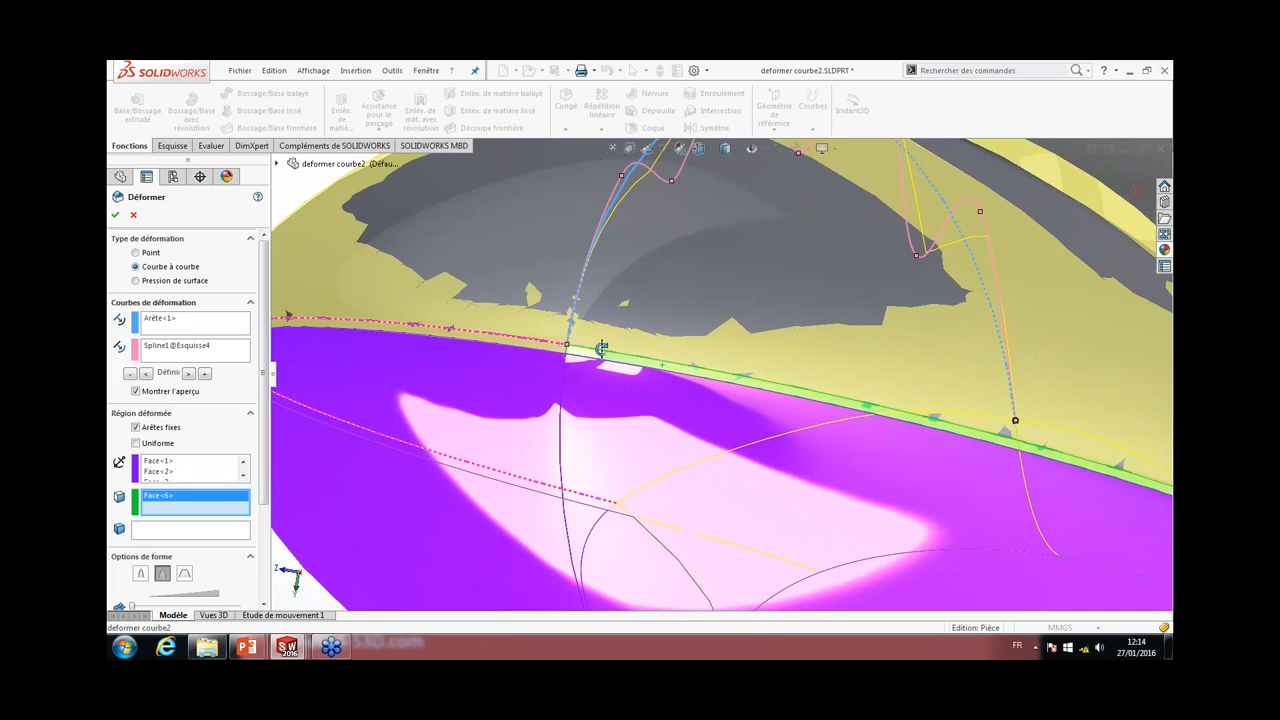 SOLIDWORKS
Fichier Edition Affichage Insertion Outils Fenêtre ?
deformer courbe2.SLDPRT *
Rechercher des commandes
Base/Bossage extrudé
Bossage/Base avec révolution
Bossage/Base balayé
Bossage/Base lissé
Bossage/Base frontière
Enlév. de matiè...
Assistance pour le perçage
Enlév. de mat. avec révolution
Enlév. de matière balayé
Enlév. de matière lissé
Découpe frontière
Congé
Répétition linéaire
Nervure
Dépouille
Coque
Enroulement
Intersection
Symétrie
Géométrie de référence
Courbes
Instant3D
Fonctions Esquisse Evaluer DimXpert Compléments de SOLIDWORKS SOLIDWORKS MBD
deformer courbe2 (Défau...
Déformer
Type de déformation
Point
Courbe à courbe
Pression de surface
Courbes de déformation
Arête<1>
Spline1@Esquisse4
- < Défini > +
Montrer l'aperçu
Région déformée
Arêtes fixes
Uniforme
Face<1>
Face<2>
Face<6>
Options de forme
Z
Modèle Vues 3D Etude de mouvement 1
deformer courbe2
Edition: Pièce
MMGS
FR
12:14
27/01/2016